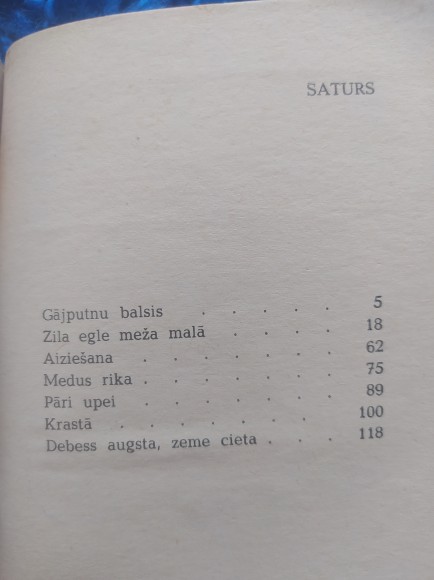 SATURS
Gājputnu balsis . . . . 5
Zila egle meža malā . . . . 18
Aiziešana . . . . . . . 62
Medus rika . . . . . . . 75
Pāri upei . . . . . . . 89
Krastā . . . . . . . 100
Debess augsta, zeme cieta . . . 118